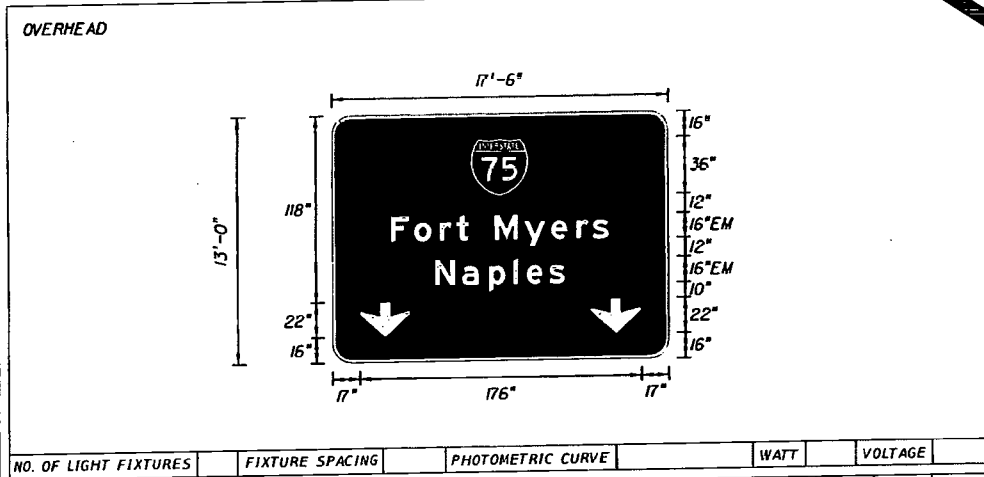 OVERHEAD
17'-6"
13'-0"
118"
22"
16"
INTERSTATE
75
Fort Myers
Naples
16"
36"
12"
16"EM
12"
16"EM
10"
22"
16"
17"
176"
17"
NO. OF LIGHT FIXTURES
FIXTURE SPACING
PHOTOMETRIC CURVE
WATT
VOLTAGE